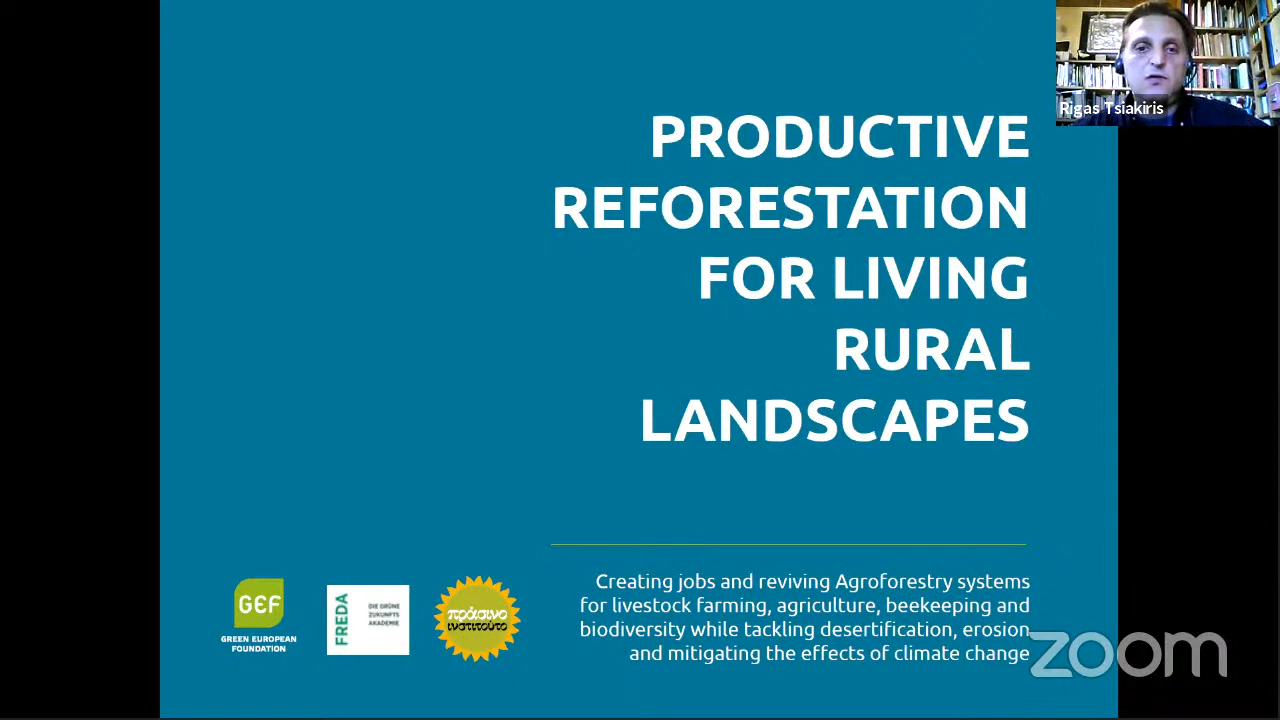 Rigas Tsiakiris
PRODUCTIVE
REFORESTATION
FOR LIVING
RURAL
LANDSCAPES
Creating jobs and reviving Agroforestry systems
for livestock farming, agriculture, beekeeping and
biodiversity while tackling desertification, erosion
and mitigating the effects of climate change
GEF
GREEN EUROPEAN
FOUNDATION
FREDA
DIE GRÜNE
ZUKUNFTS
AKADEMIE
πράσινο
ινστιτούτο
zoom